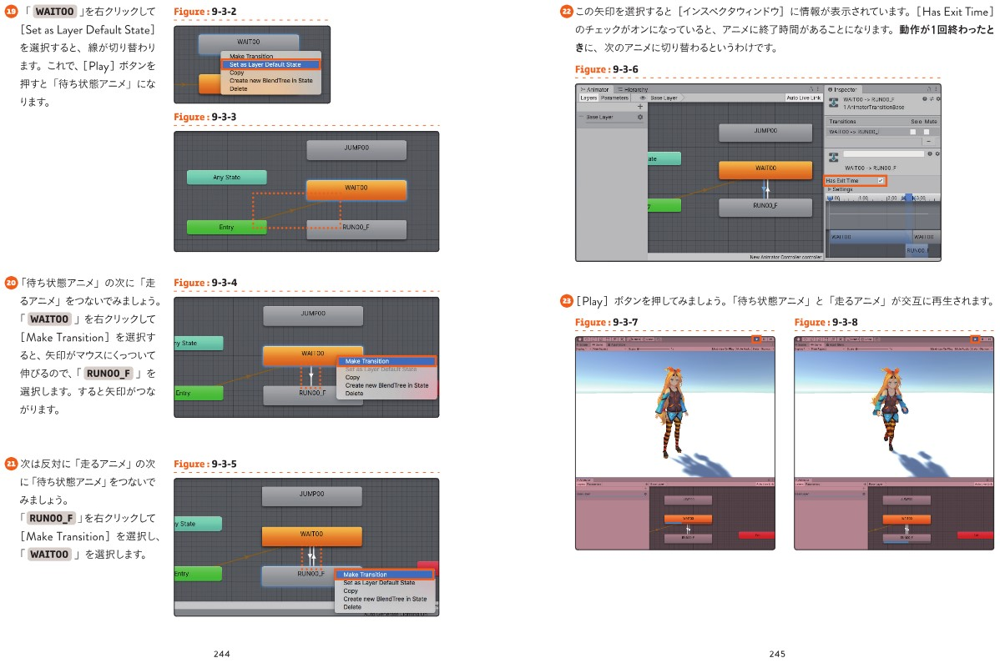 19 「 WAIT00 」を右クリックして
[Set as Layer Default State]
を選択すると、線が切り替わり
ます。これで、[Play] ボタンを
押すと「待ち状態アニメ」にな
ります。
Figure : 9-3-2
WAIT00
Make Transition
Set as Layer Default State
Copy
Create new BlendTree in State
Delete
Figure : 9-3-3
JUMP00
Any State
WAIT00
Entry
RUN00_F
20 「待ち状態アニメ」の次に「走
るアニメ」をつないでみましょう。
「 WAIT00 」を右クリックして
[Make Transition] を選択す
ると、矢印がマウスにくっついて
伸びるので、「 RUN00_F 」を
選択します。すると矢印がつな
がります。
Figure : 9-3-4
JUMP00
ny State
WAIT00
Make Transition
Set as Layer Default State
Copy
Create new BlendTree in State
Delete
Entry
RUN00_F
21 次は反対に「走るアニメ」の次
に「待ち状態アニメ」をつないで
みましょう。
「 RUN00_F 」を右クリックして
[Make Transition] を選択し、
「 WAIT00 」を選択します。
Figure : 9-3-5
JUMP00
y State
WAIT00
Entry
RUN00_F
Make Transition
Set as Layer Default State
Copy
Create new BlendTree in State
Delete
244
22 この矢印を選択すると [インスペクタウィンドウ] に情報が表示されています。[Has Exit Time]
のチェックがオンになっていると、アニメに終了時間があることになります。動作が1回終わったと
きに、次のアニメに切り替わるというわけです。
Figure : 9-3-6
Animator Hierarchy
Layers Parameters Base Layer Auto Live Link
Base Layer
JUMP00
ate
WAIT00
y
RUN00_F
New Animator Controller.controller
Inspector
WAIT00 -> RUN00_F
1 AnimatorTransitionBase
Transitions Solo Mute
WAIT00 -> RUN00_F
WAIT00 -> RUN00_F
Has Exit Time
Settings
0:00 1:00 2:00 3:00
WAIT00 WAIT00
RUN00_F
23 [Play] ボタンを押してみましょう。「待ち状態アニメ」と「走るアニメ」が交互に再生されます。
Figure : 9-3-7
JUMP00
WAIT00
RUN00_F
Figure : 9-3-8
JUMP00
WAIT00
RUN00_F
245